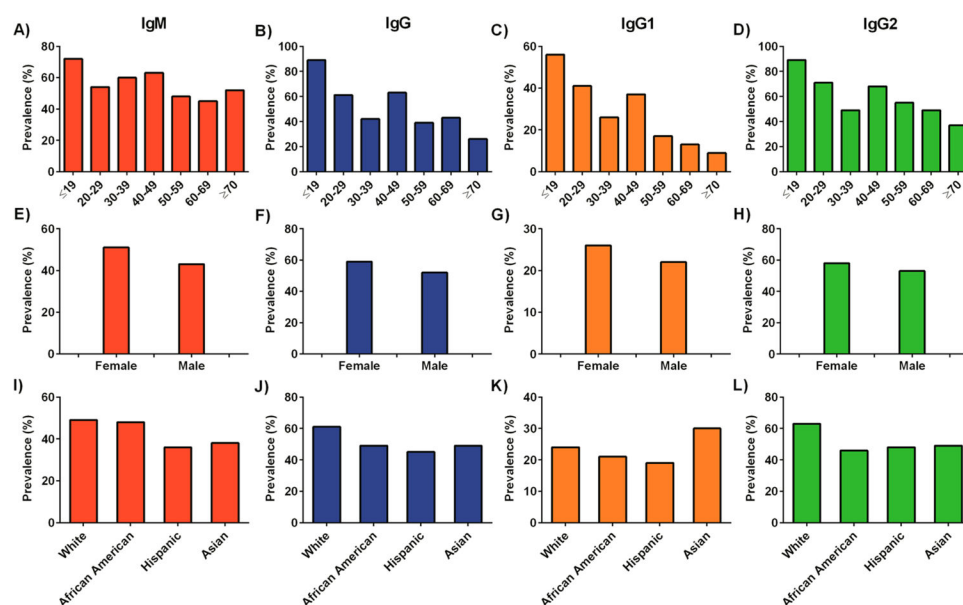 IgM
IgG
IgG1
IgG2
A)
Prevalence (%)
80
60
40
20
0
≤19
20-29
30-39
40-49
50-59
60-69
≥70
B)
Prevalence (%)
100
80
60
40
20
0
≤19
20-29
30-39
40-49
50-59
60-69
≥70
C)
Prevalence (%)
60
40
20
0
≤19
20-29
30-39
40-49
50-59
60-69
≥70
D)
Prevalence (%)
100
80
60
40
20
0
≤19
20-29
30-39
40-49
50-59
60-69
≥70
E)
Prevalence (%)
60
40
20
0
Female
Male
F)
Prevalence (%)
80
60
40
20
0
Female
Male
G)
Prevalence (%)
30
20
10
0
Female
Male
H)
Prevalence (%)
80
60
40
20
0
Female
Male
I)
Prevalence (%)
60
40
20
0
White
African American
Hispanic
Asian
J)
Prevalence (%)
80
60
40
20
0
White
African American
Hispanic
Asian
K)
Prevalence (%)
40
30
20
10
0
White
African American
Hispanic
Asian
L)
Prevalence (%)
80
60
40
20
0
White
African American
Hispanic
Asian